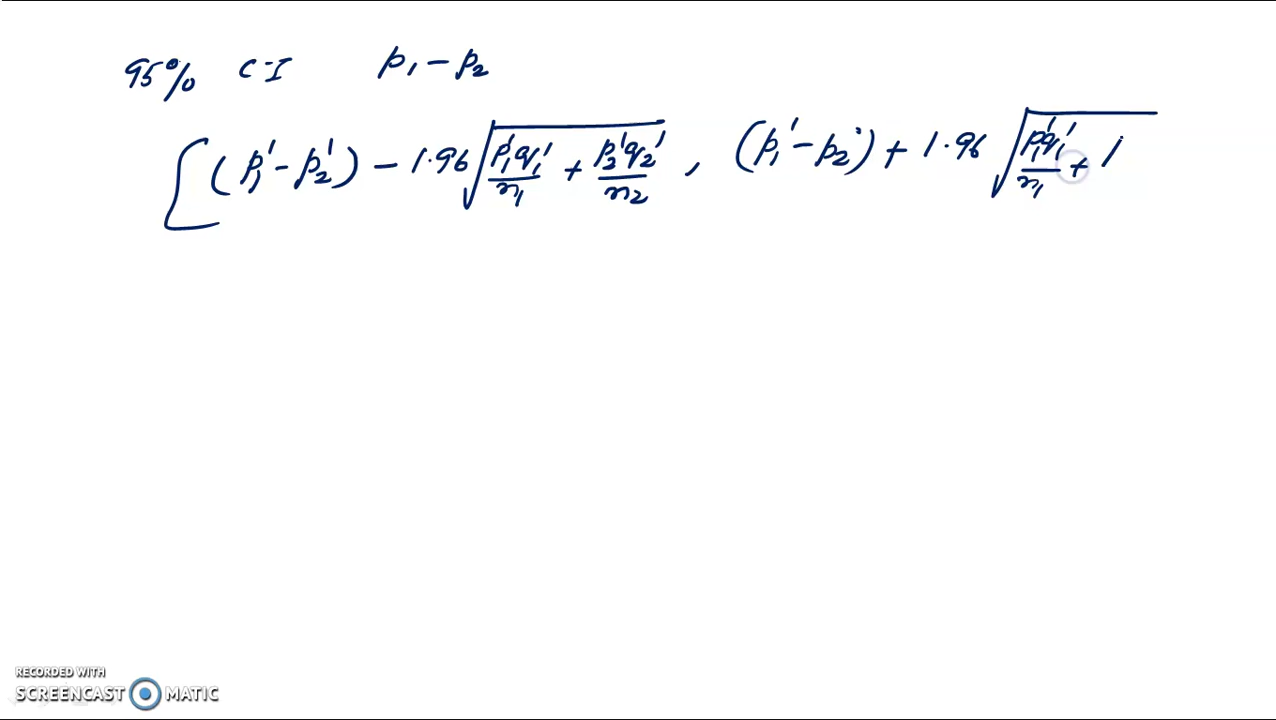 95% C-I p₁ - p₂
[(p₁' - p₂') - 1.96 √(p₁'q₁'/n₁ + p₂'q₂'/n₂) , (p₁' - p₂') + 1.96 √(p₁'q₁'/n₁ +
RECORDED WITH
SCREENCAST MATIC